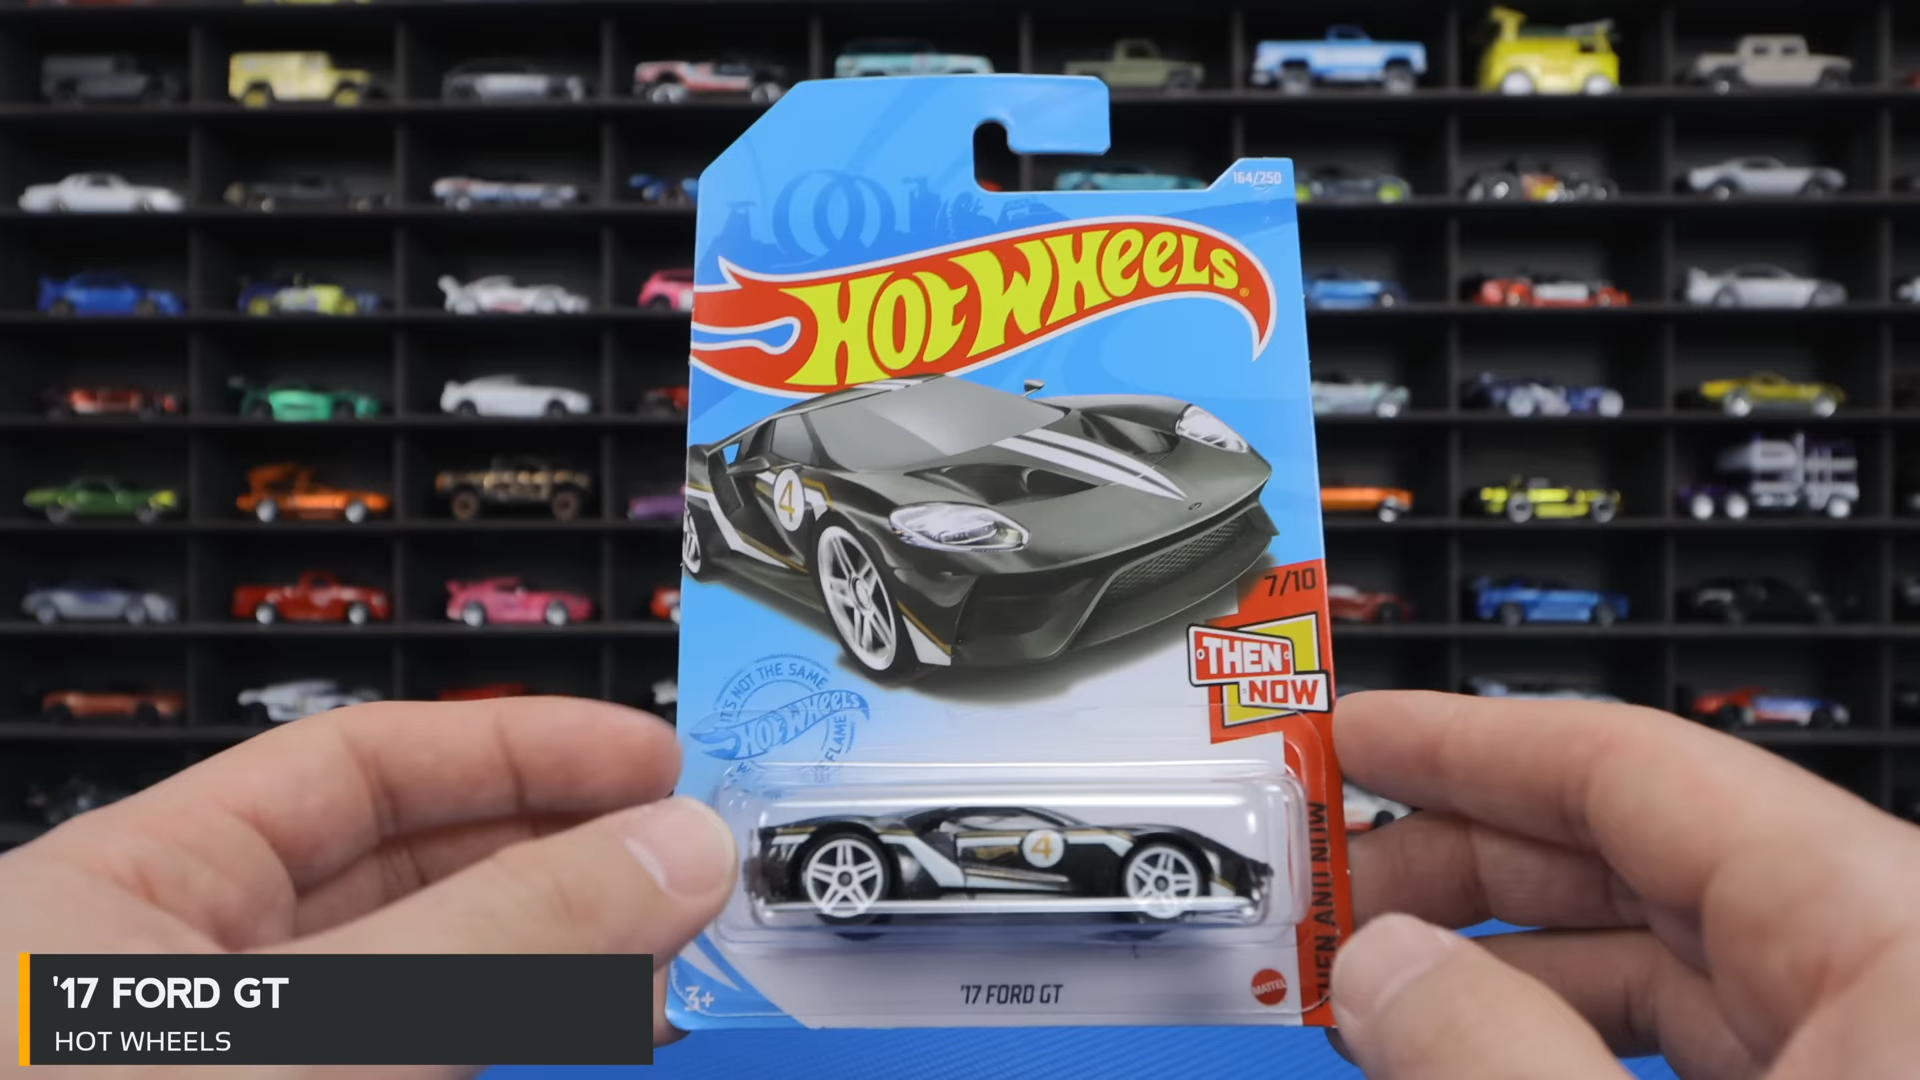 164/250
HOT WHEELS
4
7/10
THEN
NOW
IT'S NOT THE SAME
HOT WHEELS
FLAME
4
THEN AND NOW
'17 FORD GT
MATTEL
3+
'17 FORD GT
HOT WHEELS